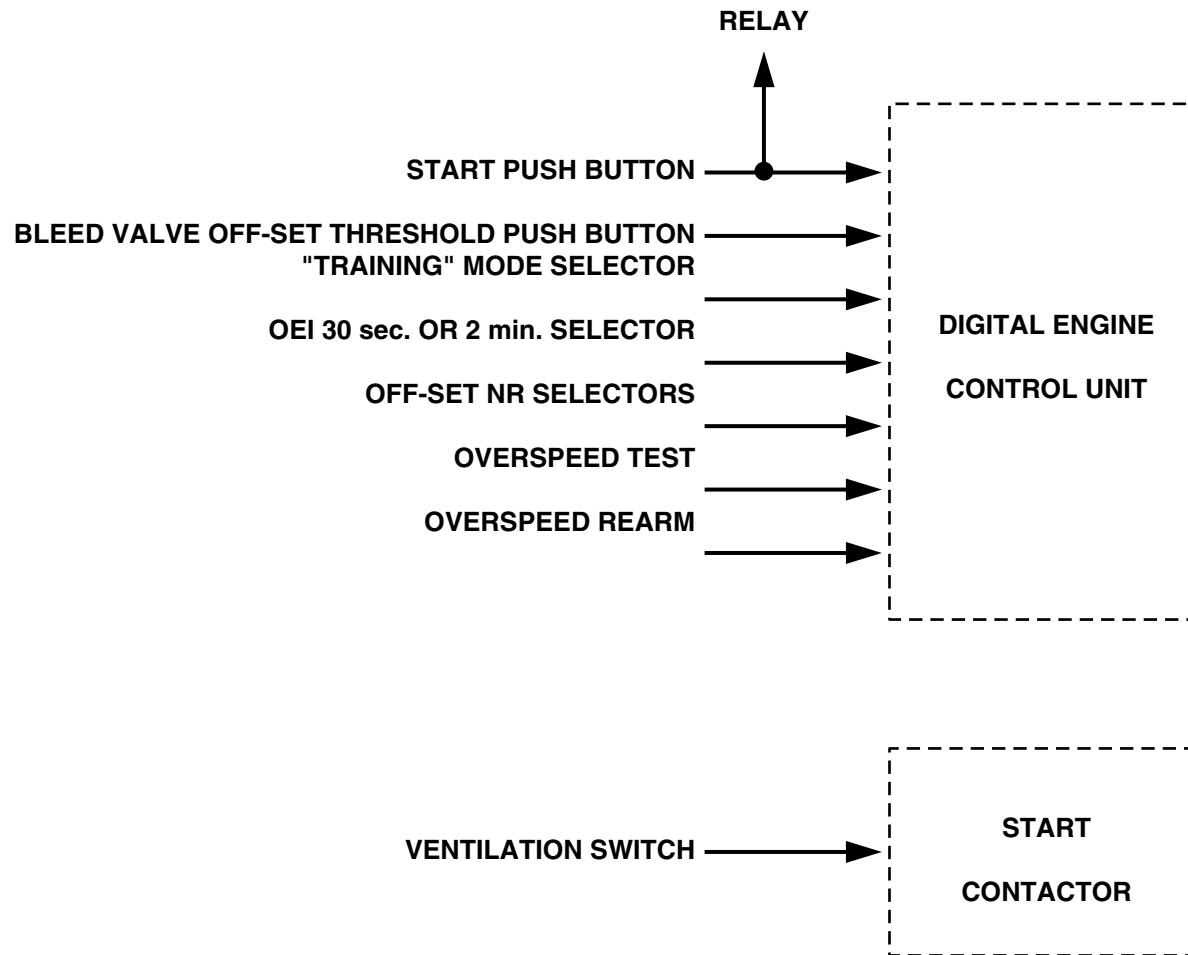 RELAY
START PUSH BUTTON
BLEED VALVE OFF-SET THRESHOLD PUSH BUTTON
"TRAINING" MODE SELECTOR
OEI 30 sec. OR 2 min. SELECTOR
OFF-SET NR SELECTORS
OVERSPEED TEST
OVERSPEED REARM
DIGITAL ENGINE
CONTROL UNIT
VENTILATION SWITCH
START
CONTACTOR